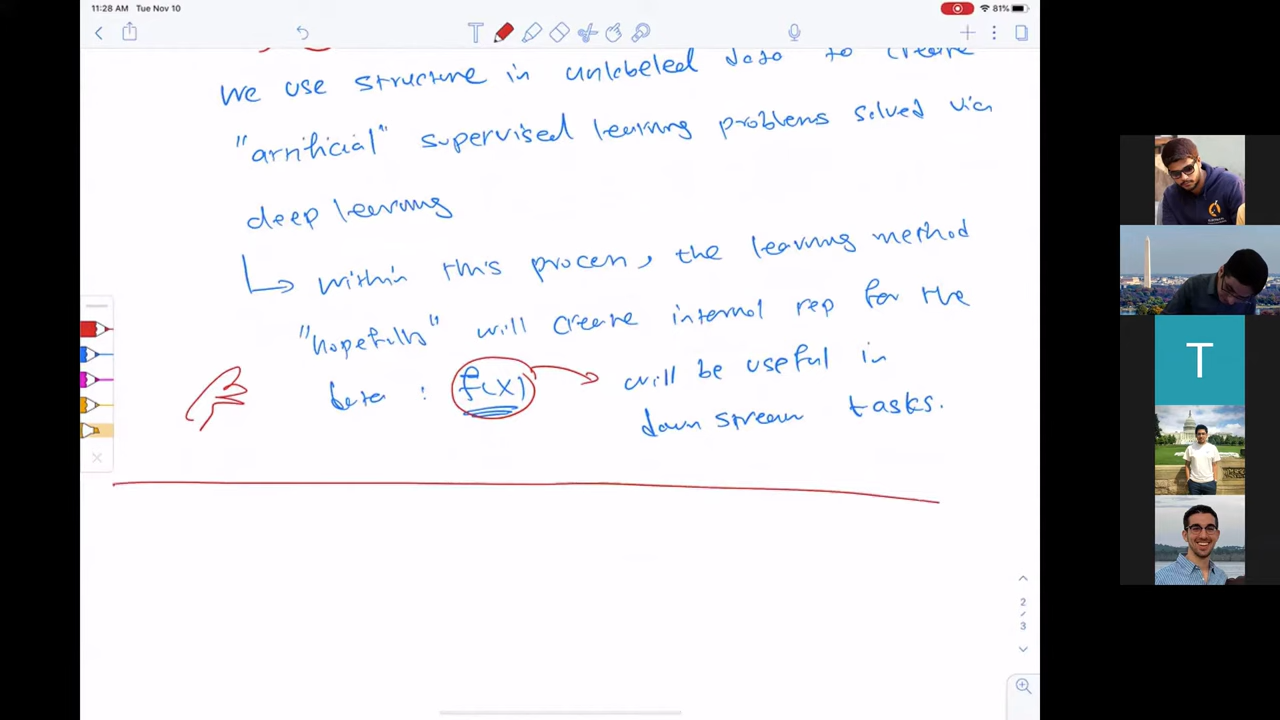 11:28 AM Tue Nov 10
81%
We use structure in unlabeled data to create
"artificial" supervised learning problems solved via
deep learning
within this process, the learning method
"hopefully" will create internal rep for the
data : f(x) will be useful in
down stream tasks.
T
T
2
/
3